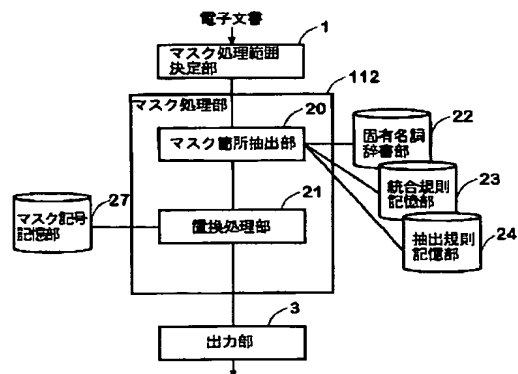 電子文書
1
マスク処理範囲
決定部
112
マスク処理部
20
マスク箇所抽出部
22
固有名詞
辞書部
23
統合規則
記憶部
24
抽出規則
記憶部
27
マスク記号
記憶部
21
置換処理部
3
出力部